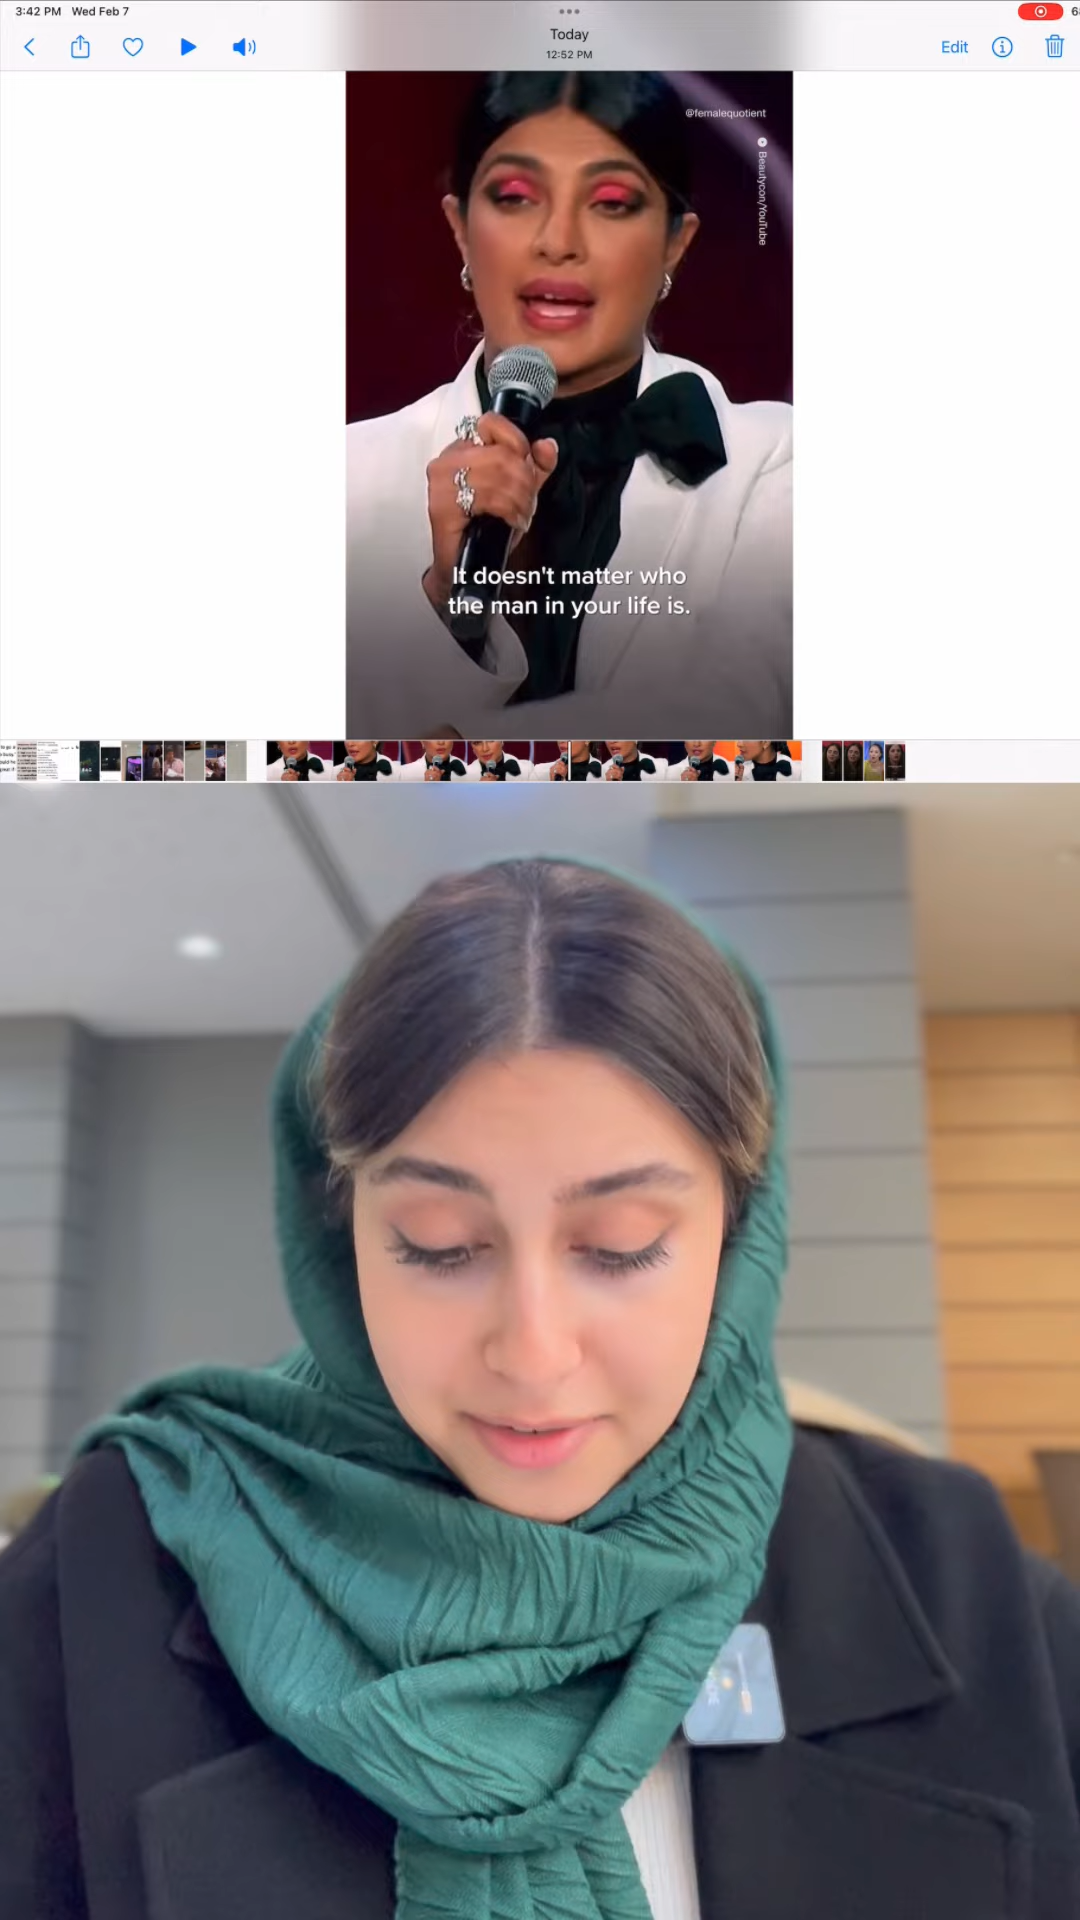 3:42 PM Wed Feb 7
Today
12:52 PM
Edit
@femalequotient
Beautycon/YouTube
It doesn't matter who
the man in your life is.